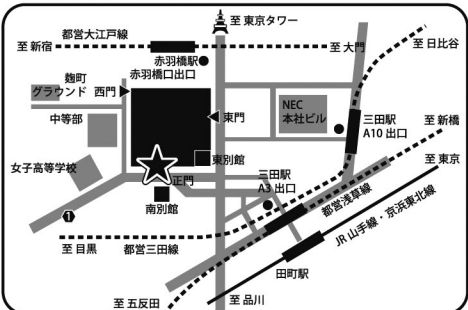 至 東京タワー
都営大江戸線
至 新宿
至 大門
至 日比谷
赤羽橋駅
赤羽橋口出口
麹町
グラウンド
西門
東門
NEC
本社ビル
三田駅
A10 出口
至 新橋
中等部
東別館
至 東京
女子高等学校
正門
三田駅
A3 出口
南別館
都営浅草線
1
JR 山手線・京浜東北線
至 目黒
都営三田線
田町駅
至 五反田
至 品川